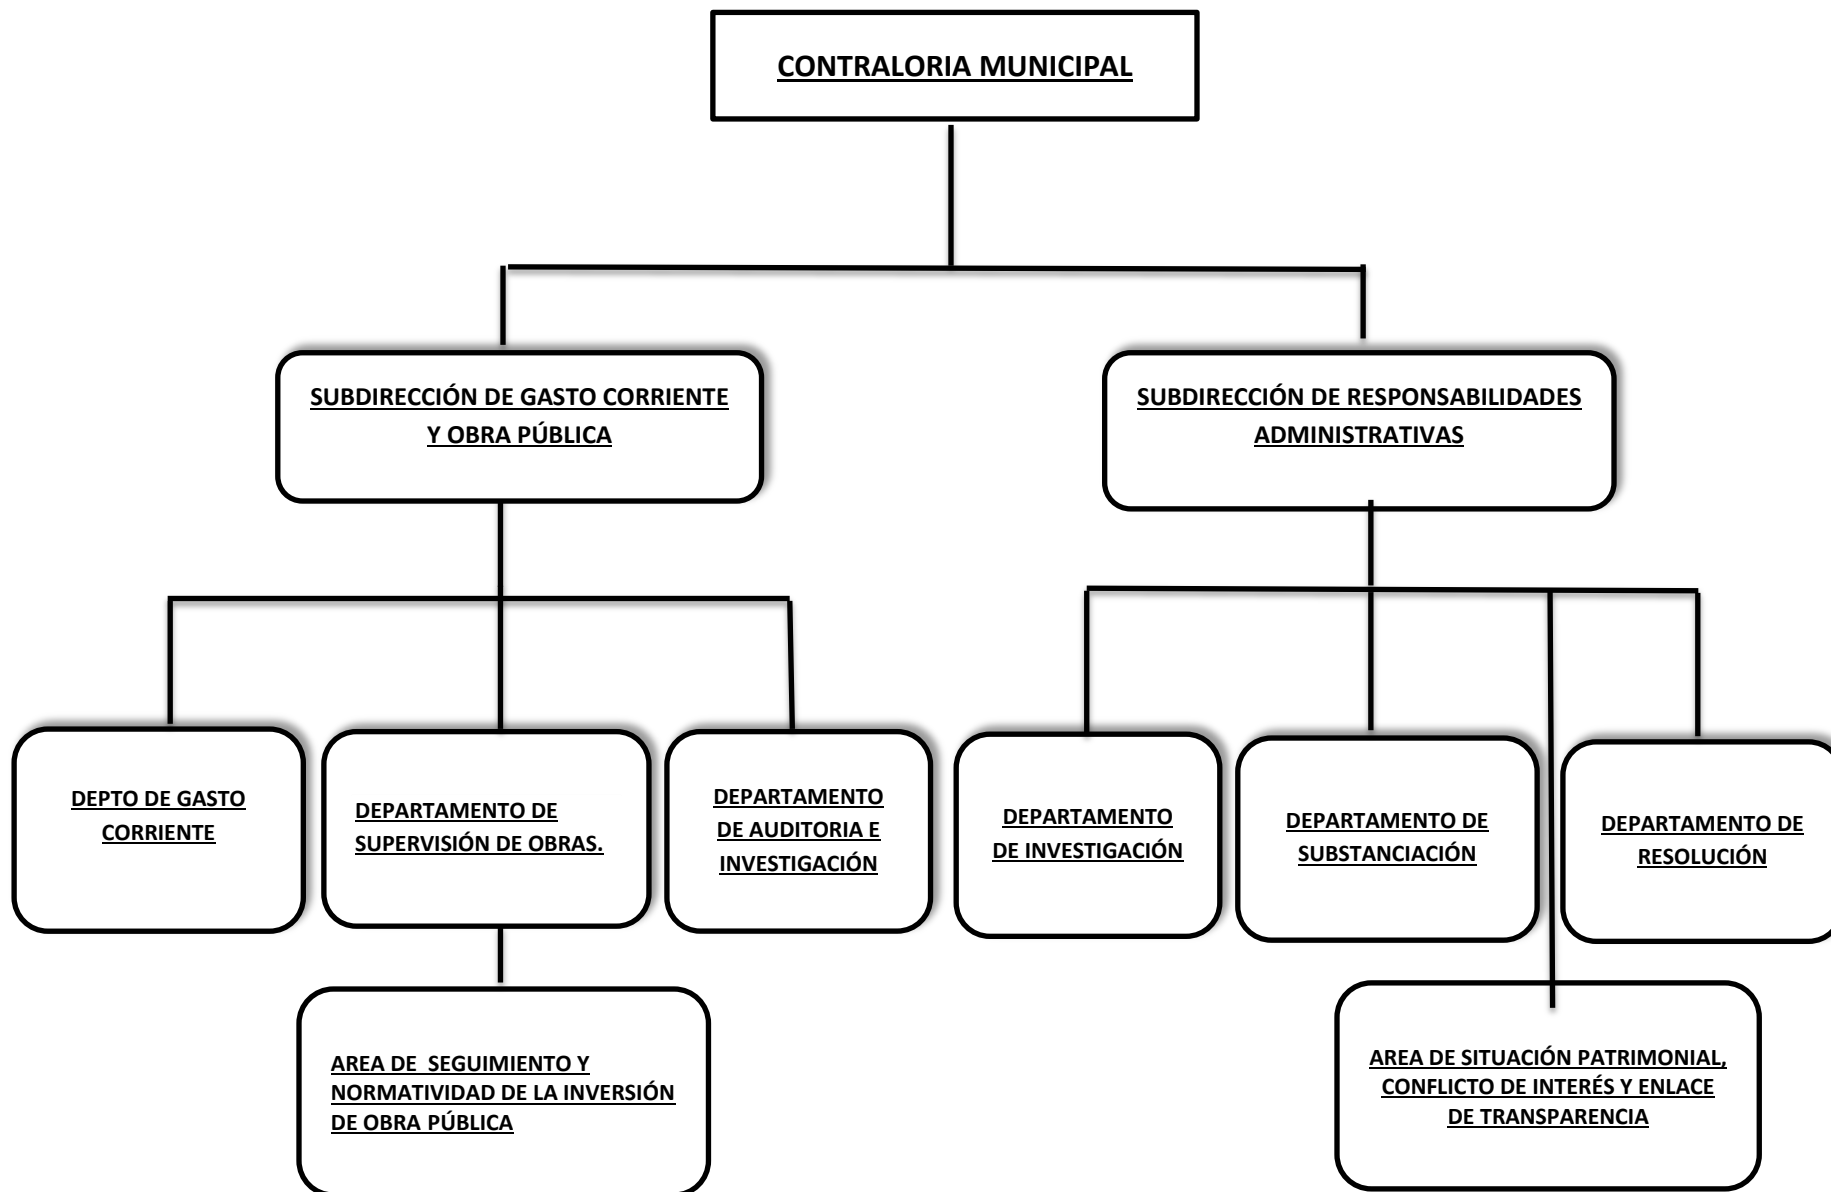 CONTRALORIA MUNICIPAL
SUBDIRECCIÓN DE GASTO CORRIENTE
Y OBRA PÚBLICA
SUBDIRECCIÓN DE RESPONSABILIDADES
ADMINISTRATIVAS
DEPTO DE GASTO
CORRIENTE
DEPARTAMENTO DE
SUPERVISIÓN DE OBRAS.
DEPARTAMENTO
DE AUDITORIA E
INVESTIGACIÓN
DEPARTAMENTO
DE INVESTIGACIÓN
DEPARTAMENTO DE
SUBSTANCIACIÓN
DEPARTAMENTO DE
RESOLUCIÓN
AREA DE  SEGUIMIENTO Y
NORMATIVIDAD DE LA INVERSIÓN
DE OBRA PÚBLICA
AREA DE SITUACIÓN PATRIMONIAL,
CONFLICTO DE INTERÉS Y ENLACE
DE TRANSPARENCIA